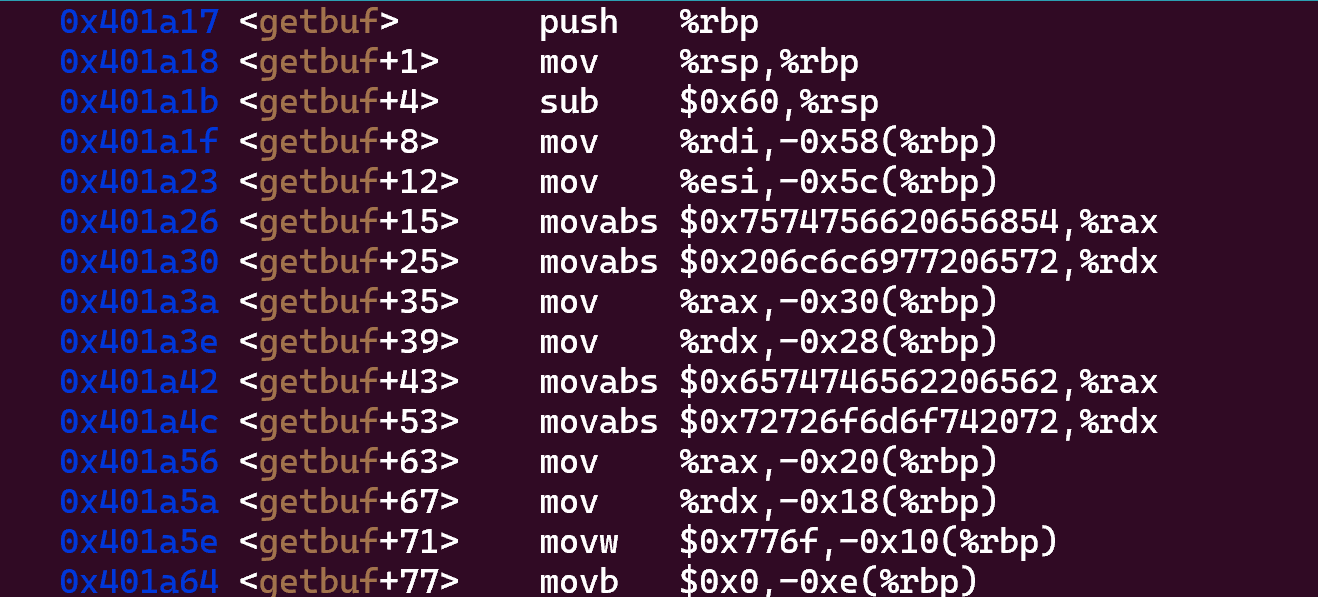 0x401a17 <getbuf>       push   %rbp
0x401a18 <getbuf+1>     mov    %rsp,%rbp
0x401a1b <getbuf+4>     sub    $0x60,%rsp
0x401a1f <getbuf+8>     mov    %rdi,-0x58(%rbp)
0x401a23 <getbuf+12>    mov    %esi,-0x5c(%rbp)
0x401a26 <getbuf+15>    movabs $0x7574756620656854,%rax
0x401a30 <getbuf+25>    movabs $0x206c6c6977206572,%rdx
0x401a3a <getbuf+35>    mov    %rax,-0x30(%rbp)
0x401a3e <getbuf+39>    mov    %rdx,-0x28(%rbp)
0x401a42 <getbuf+43>    movabs $0x6574746562206562,%rax
0x401a4c <getbuf+53>    movabs $0x72726f6d6f742072,%rdx
0x401a56 <getbuf+63>    mov    %rax,-0x20(%rbp)
0x401a5a <getbuf+67>    mov    %rdx,-0x18(%rbp)
0x401a5e <getbuf+71>    movw   $0x776f,-0x10(%rbp)
0x401a64 <getbuf+77>    movb   $0x0,-0xe(%rbp)